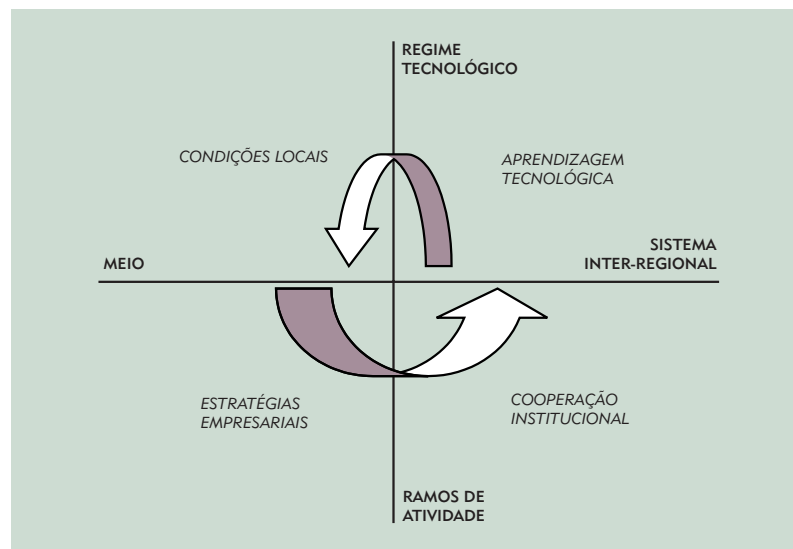 REGIME
TECNOLÓGICO
CONDIÇÕES LOCAIS
APRENDIZAGEM
TECNOLÓGICA
MEIO
SISTEMA
INTER-REGIONAL
ESTRATÉGIAS
EMPRESARIAIS
COOPERAÇÃO
INSTITUCIONAL
RAMOS DE
ATIVIDADE